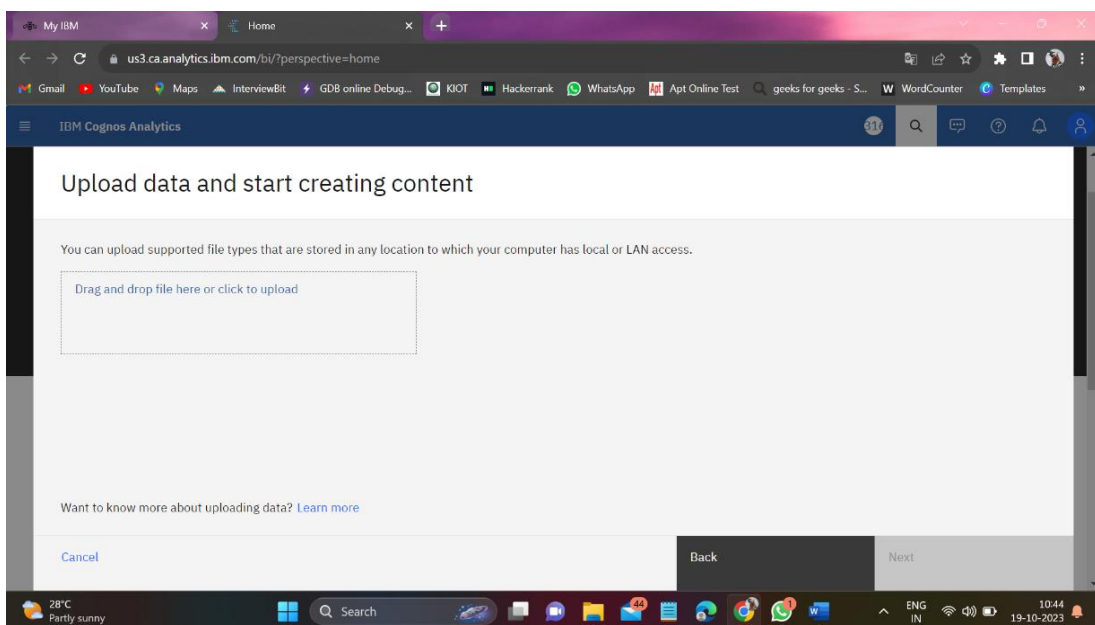 My IBM
Home
us3.ca.analytics.ibm.com/bi/?perspective=home
Gmail YouTube Maps InterviewBit GDB online Debug... KIOT Hackerrank WhatsApp Apt Online Test geeks for geeks - S... WordCounter Templates »
IBM Cognos Analytics
Upload data and start creating content
You can upload supported file types that are stored in any location to which your computer has local or LAN access.
Drag and drop file here or click to upload
Want to know more about uploading data? Learn more
Cancel Back Next
28°C
Partly sunny
Search
44
1
ENG
IN
10:44
19-10-2023